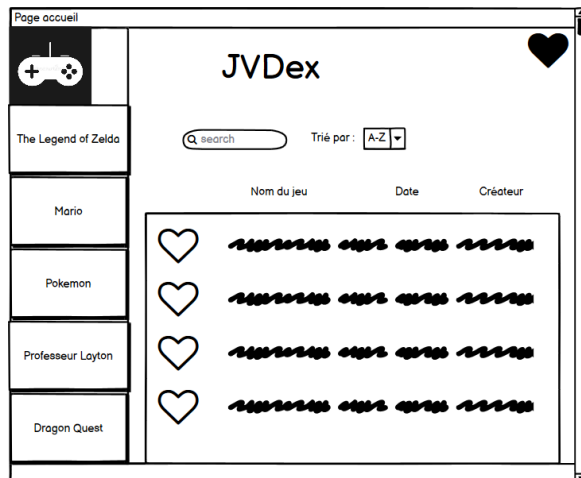 Page accueil
JVDex
The Legend of Zelda
search
Trié par :
A-Z
Nom du jeu
Date
Créateur
Mario
Pokemon
Professeur Layton
Dragon Quest